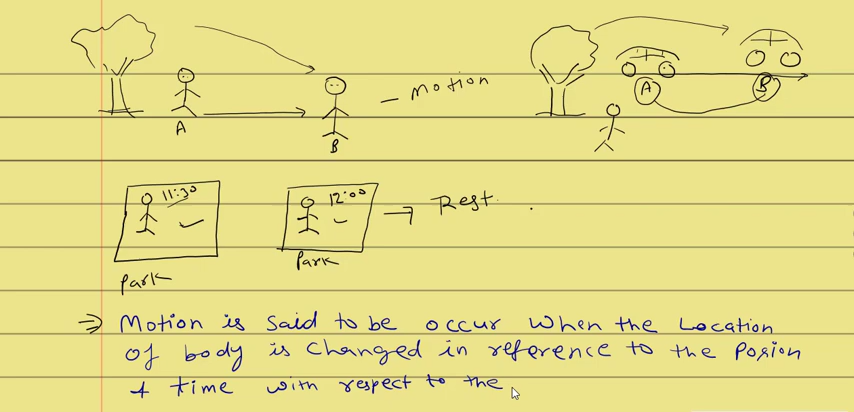 A
B
– Motion
A
B
11:30
12:00
→ Rest.
Park
Park
⇒ Motion is said to be occur when the Location
of body is changed in reference to the Posion
+ time with respect to the